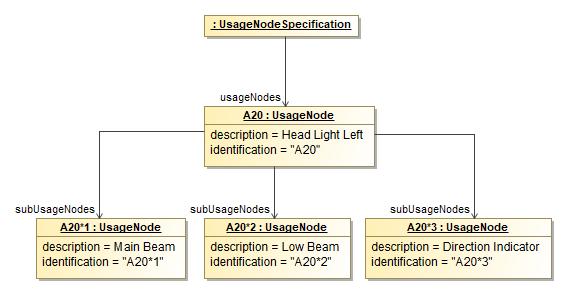 : UsageNodeSpecification
usageNodes
A20 : UsageNode
description = Head Light Left
identification = "A20"
subUsageNodes
subUsageNodes
subUsageNodes
A20*1 : UsageNode
description = Main Beam
identification = "A20*1"
A20*2 : UsageNode
description = Low Beam
identification = "A20*2"
A20*3 : UsageNode
description = Direction Indicator
identification = "A20*3"